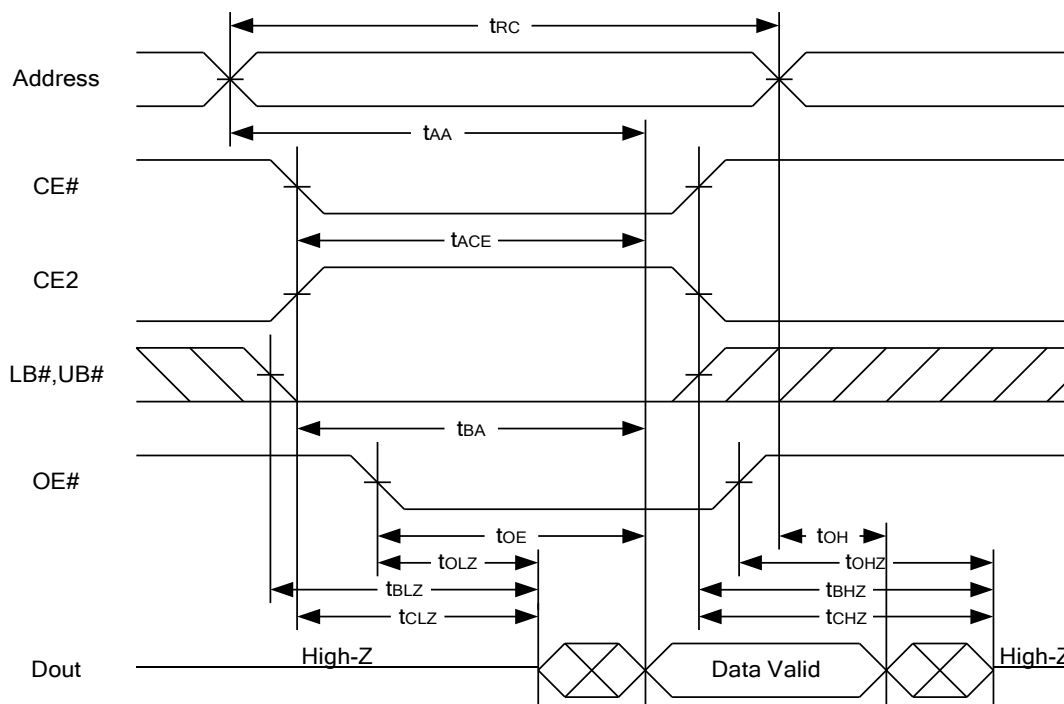 tRC
Address
tAA
CE#
tACE
CE2
LB#,UB#
tBA
OE#
tOE
tOH
tOLZ
tOHZ
tBLZ
tBHZ
tCLZ
tCHZ
Dout
High-Z
Data Valid
High-Z